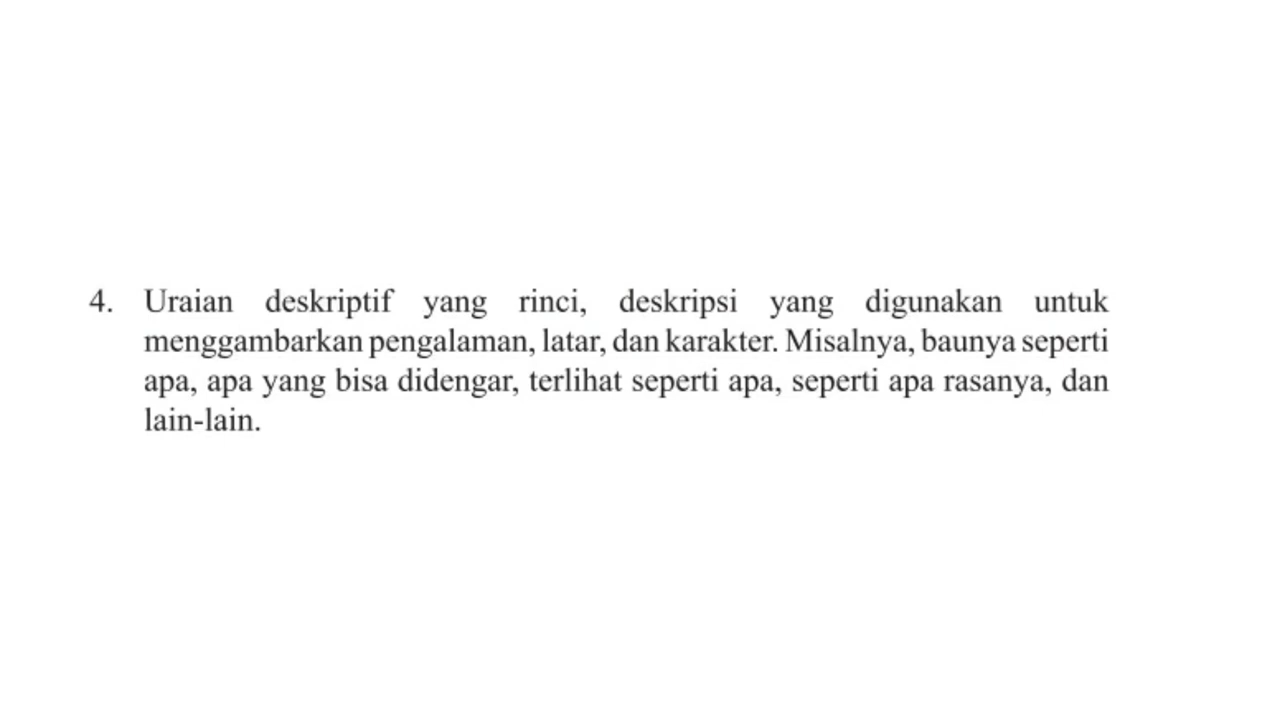 4. Uraian deskriptif yang rinci, deskripsi yang digunakan untuk
menggambarkan pengalaman, latar, dan karakter. Misalnya, baunya seperti
apa, apa yang bisa didengar, terlihat seperti apa, seperti apa rasanya, dan
lain-lain.